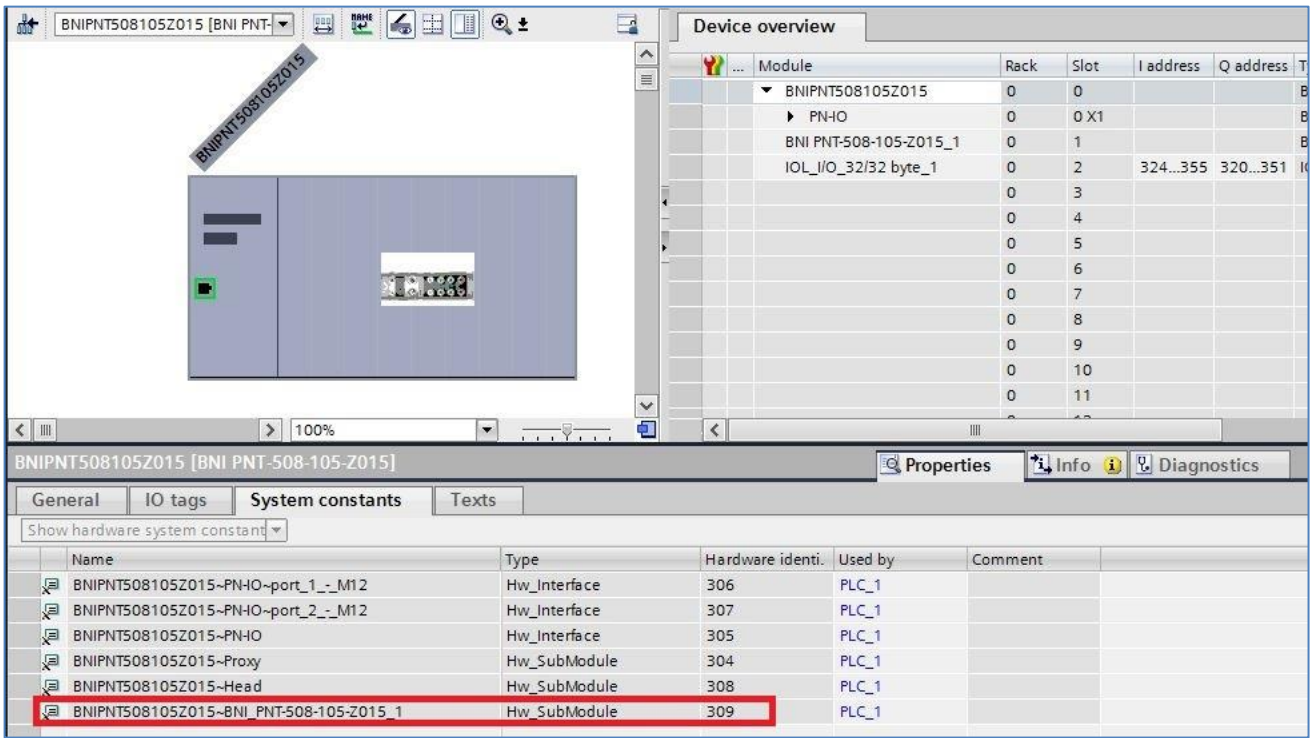 BNIPNT508105Z015 [BNI PNT-
NAME
BNIPNT508105Z015
100%
Device overview
... Module Rack Slot I address Q address T
BNIPNT508105Z015 0 0 B
PN-IO 0 0 X1 B
BNI PNT-508-105-Z015_1 0 1 B
IOL_I/O_32/32 byte_1 0 2 324...355 320...351
0 3
0 4
0 5
0 6
0 7
0 8
0 9
0 10
0 11
BNIPNT508105Z015 [BNI PNT-508-105-Z015]
Properties Info Diagnostics
General IO tags System constants Texts
Show hardware system constant
Name Type Hardware identi. Used by Comment
BNIPNT508105Z015~PN-IO~port_1_-_M12 Hw_Interface 306 PLC_1
BNIPNT508105Z015~PN-IO~port_2_-_M12 Hw_Interface 307 PLC_1
BNIPNT508105Z015~PN-IO Hw_Interface 305 PLC_1
BNIPNT508105Z015~Proxy Hw_SubModule 304 PLC_1
BNIPNT508105Z015~Head Hw_SubModule 308 PLC_1
BNIPNT508105Z015~BNI_PNT-508-105-Z015_1 Hw_SubModule 309 PLC_1